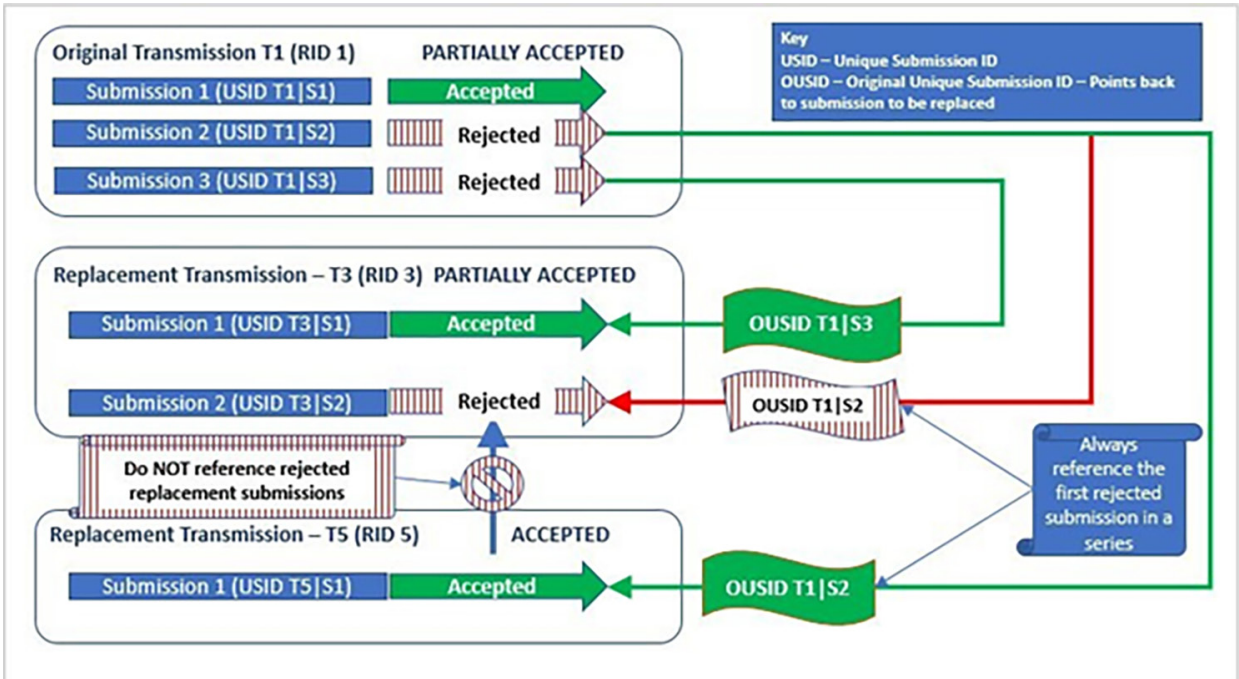 Original Transmission T1 (RID 1) PARTIALLY ACCEPTED
Submission 1 (USID T1|S1) Accepted
Submission 2 (USID T1|S2) Rejected
Submission 3 (USID T1|S3) Rejected
Key
USID – Unique Submission ID
OUSID – Original Unique Submission ID – Points back
to submission to be replaced
Replacement Transmission – T3 (RID 3) PARTIALLY ACCEPTED
Submission 1 (USID T3|S1) Accepted
OUSID T1|S3
Submission 2 (USID T3|S2) Rejected
OUSID T1|S2
Do NOT reference rejected
replacement submissions
Always
reference the
first rejected
submission in a
series
Replacement Transmission – T5 (RID 5) ACCEPTED
Submission 1 (USID T5|S1) Accepted
OUSID T1|S2